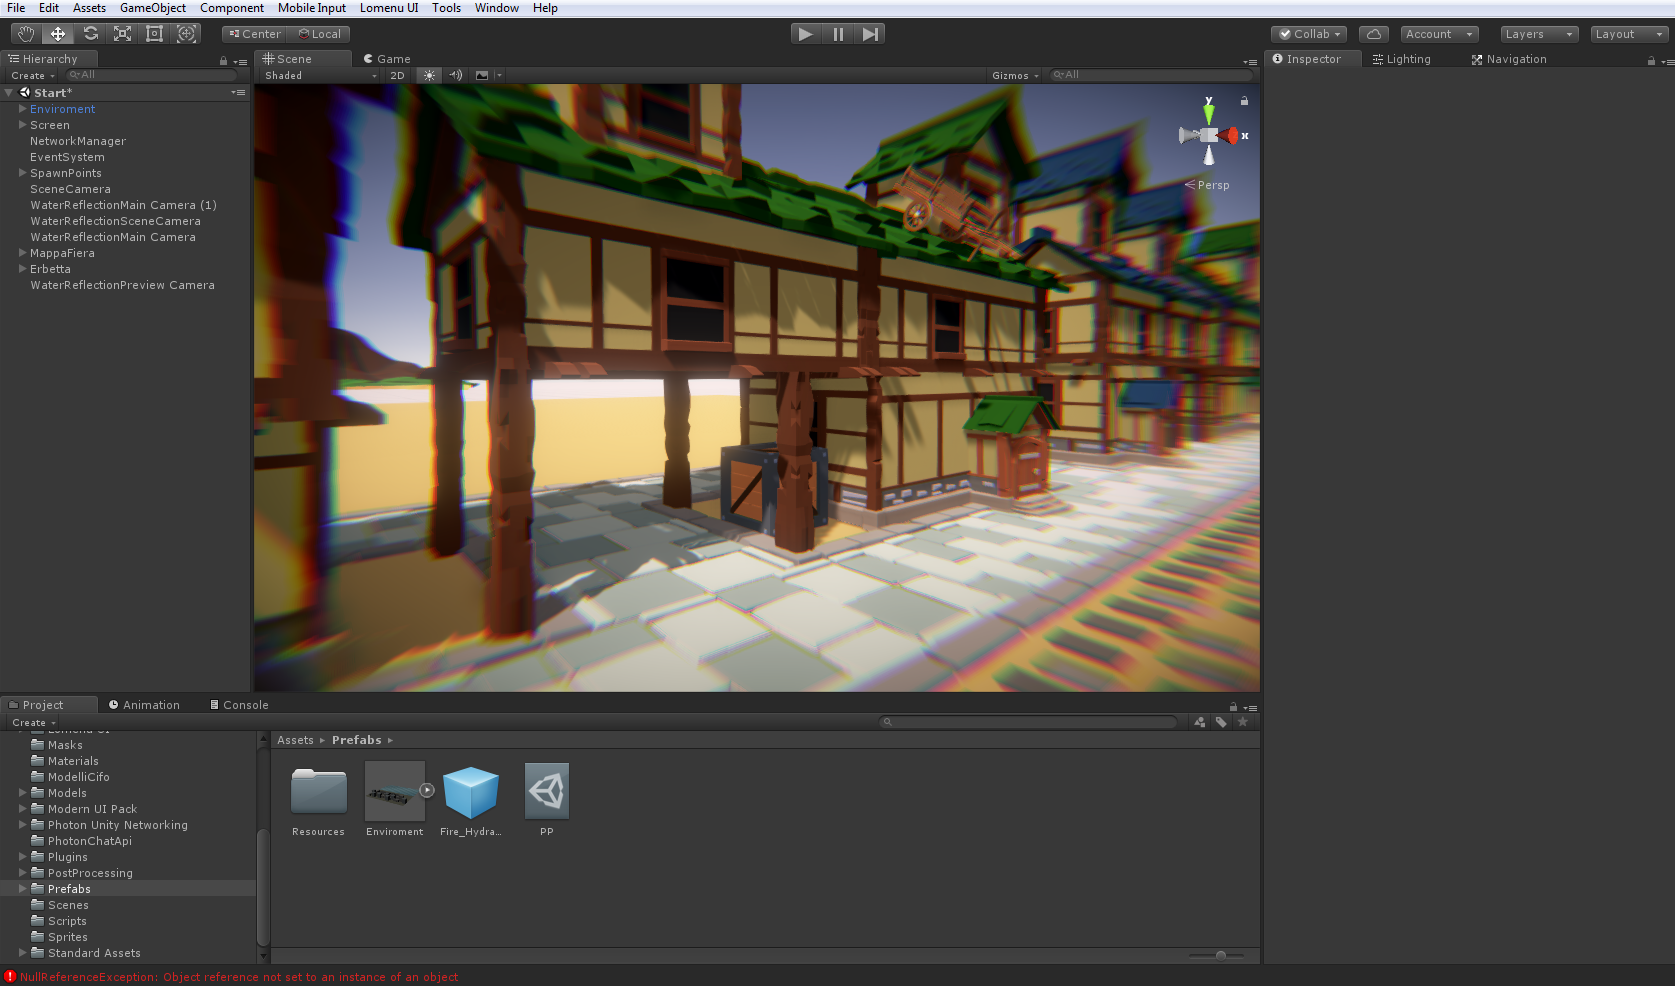 File Edit Assets GameObject Component Mobile Input Lomenu UI Tools Window Help
Center Local Collab Account Layers Layout
Hierarchy
Create All
Start*
Enviroment
Screen
NetworkManager
EventSystem
SpawnPoints
SceneCamera
WaterReflectionMain Camera (1)
WaterReflectionSceneCamera
WaterReflectionMain Camera
MappaFiera
Erbetta
WaterReflectionPreview Camera
Scene Game
Shaded 2D Gizmos All
y
x
Persp
Inspector Lighting Navigation
Project Animation Console
Create
Lomenu UI
Masks
Materials
ModelliCifo
Models
Modern UI Pack
Photon Unity Networking
PhotonChatApi
Plugins
PostProcessing
Prefabs
Scenes
Scripts
Sprites
Standard Assets
Assets Prefabs
Resources Enviroment Fire_Hydra... PP
NullReferenceException: Object reference not set to an instance of an object